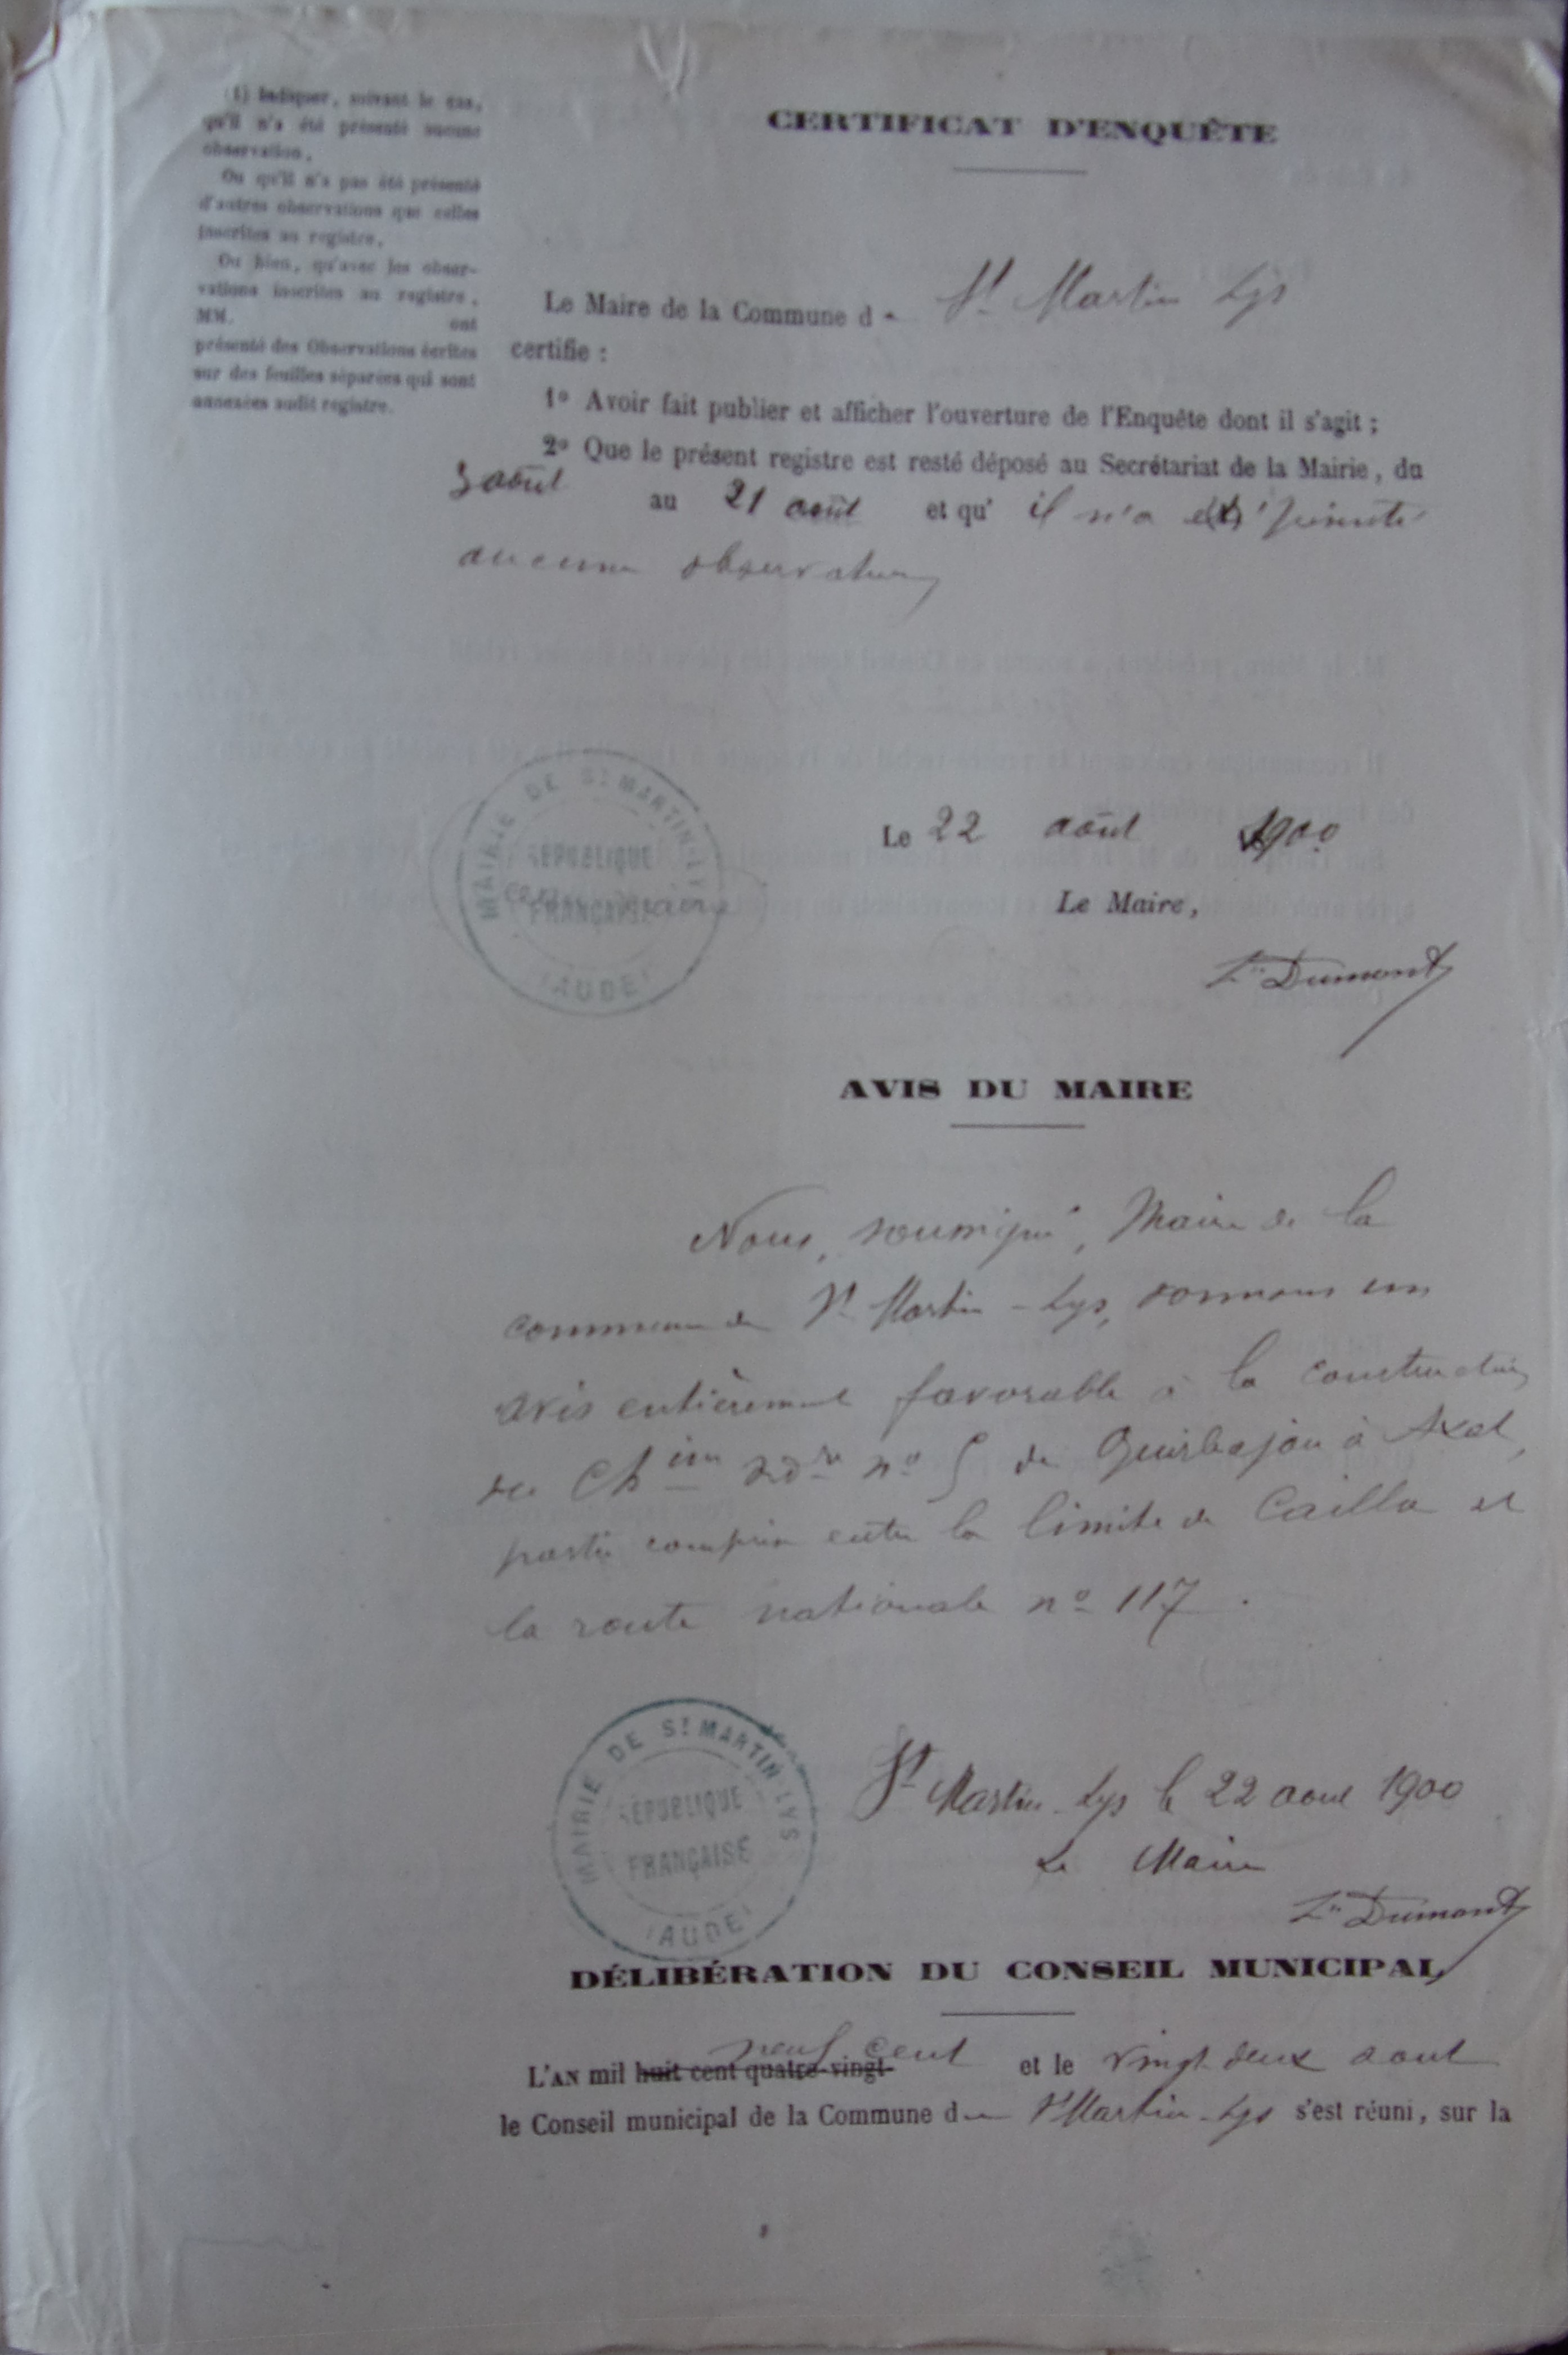 (1) Indiquer, suivant le cas,
qu'il n'a été présenté aucune
observation,
Ou qu'il n'a pas été présenté
d'autres observations que celles
inscrites au registre,
Ou bien, qu'avec les obser-
vations inscrites au registre,
MM. ont
présenté des Observations écrites
sur des feuilles séparées qui sont
annexées audit registre.
CERTIFICAT D'ENQUÊTE
Le Maire de la Commune d e St Martin Lys
certifie :
1º Avoir fait publier et afficher l'ouverture de l'Enquête dont il s'agit ;
2º Que le présent registre est resté déposé au Secrétariat de la Mairie, du
5 août au 21 août et qu' il n'a été présenté
aucune observation
MAIRIE DE St MARTIN-LYS
RÉPUBLIQUE
FRANÇAISE
AUDE
Le 22 août 1900
Le Maire,
Dumont
AVIS DU MAIRE
Nous, soussigné, Maire de la
commune de St Martin-Lys, donnons un
avis entièrement favorable à la construction
du Chin nº 5 de Quirbajou à Axat,
partie comprise entre la limite de Cailla et
la route nationale nº 117.
MAIRIE DE St MARTIN-LYS
RÉPUBLIQUE
FRANÇAISE
AUDE
St Martin-Lys le 22 août 1900
Le Maire
Dumont
DÉLIBÉRATION DU CONSEIL MUNICIPAL
neuf cent
L'AN mil huit cent quatre-vingt- et le vingt deux août
le Conseil municipal de la Commune de St Martin-Lys s'est réuni, sur la